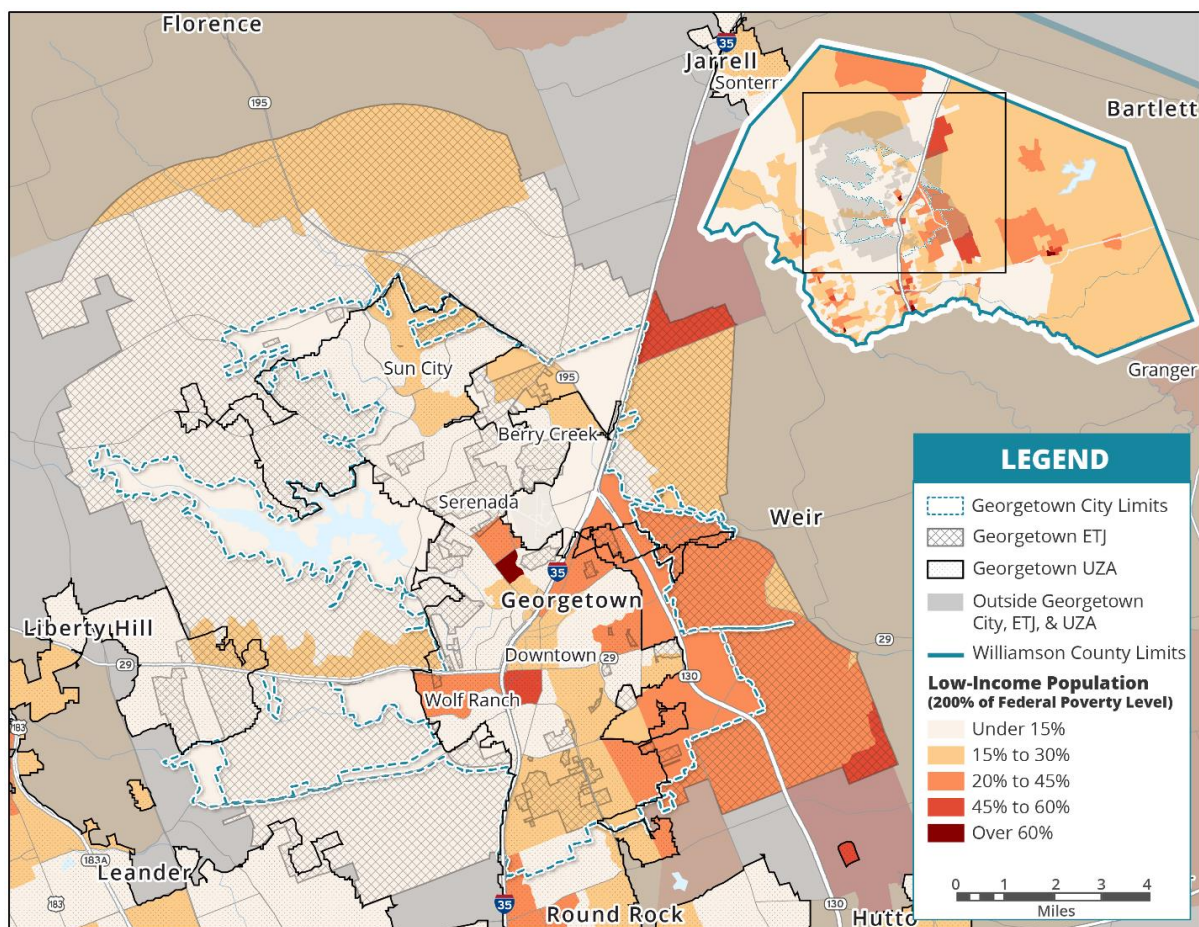 Florence
35
Jarrell
Sonterr
195
Bartlett
Sun City
195
Granger
Berry Creek
Serenada
Weir
35
Georgetown
Liberty Hill
29
Downtown
29
29
Wolf Ranch
130
183
Leander
183A
183
35
Round Rock
130
Hutto
LEGEND
Georgetown City Limits
Georgetown ETJ
Georgetown UZA
Outside Georgetown
City, ETJ, & UZA
Williamson County Limits
Low-Income Population
(200% of Federal Poverty Level)
Under 15%
15% to 30%
20% to 45%
45% to 60%
Over 60%
0 1 2 3 4
Miles